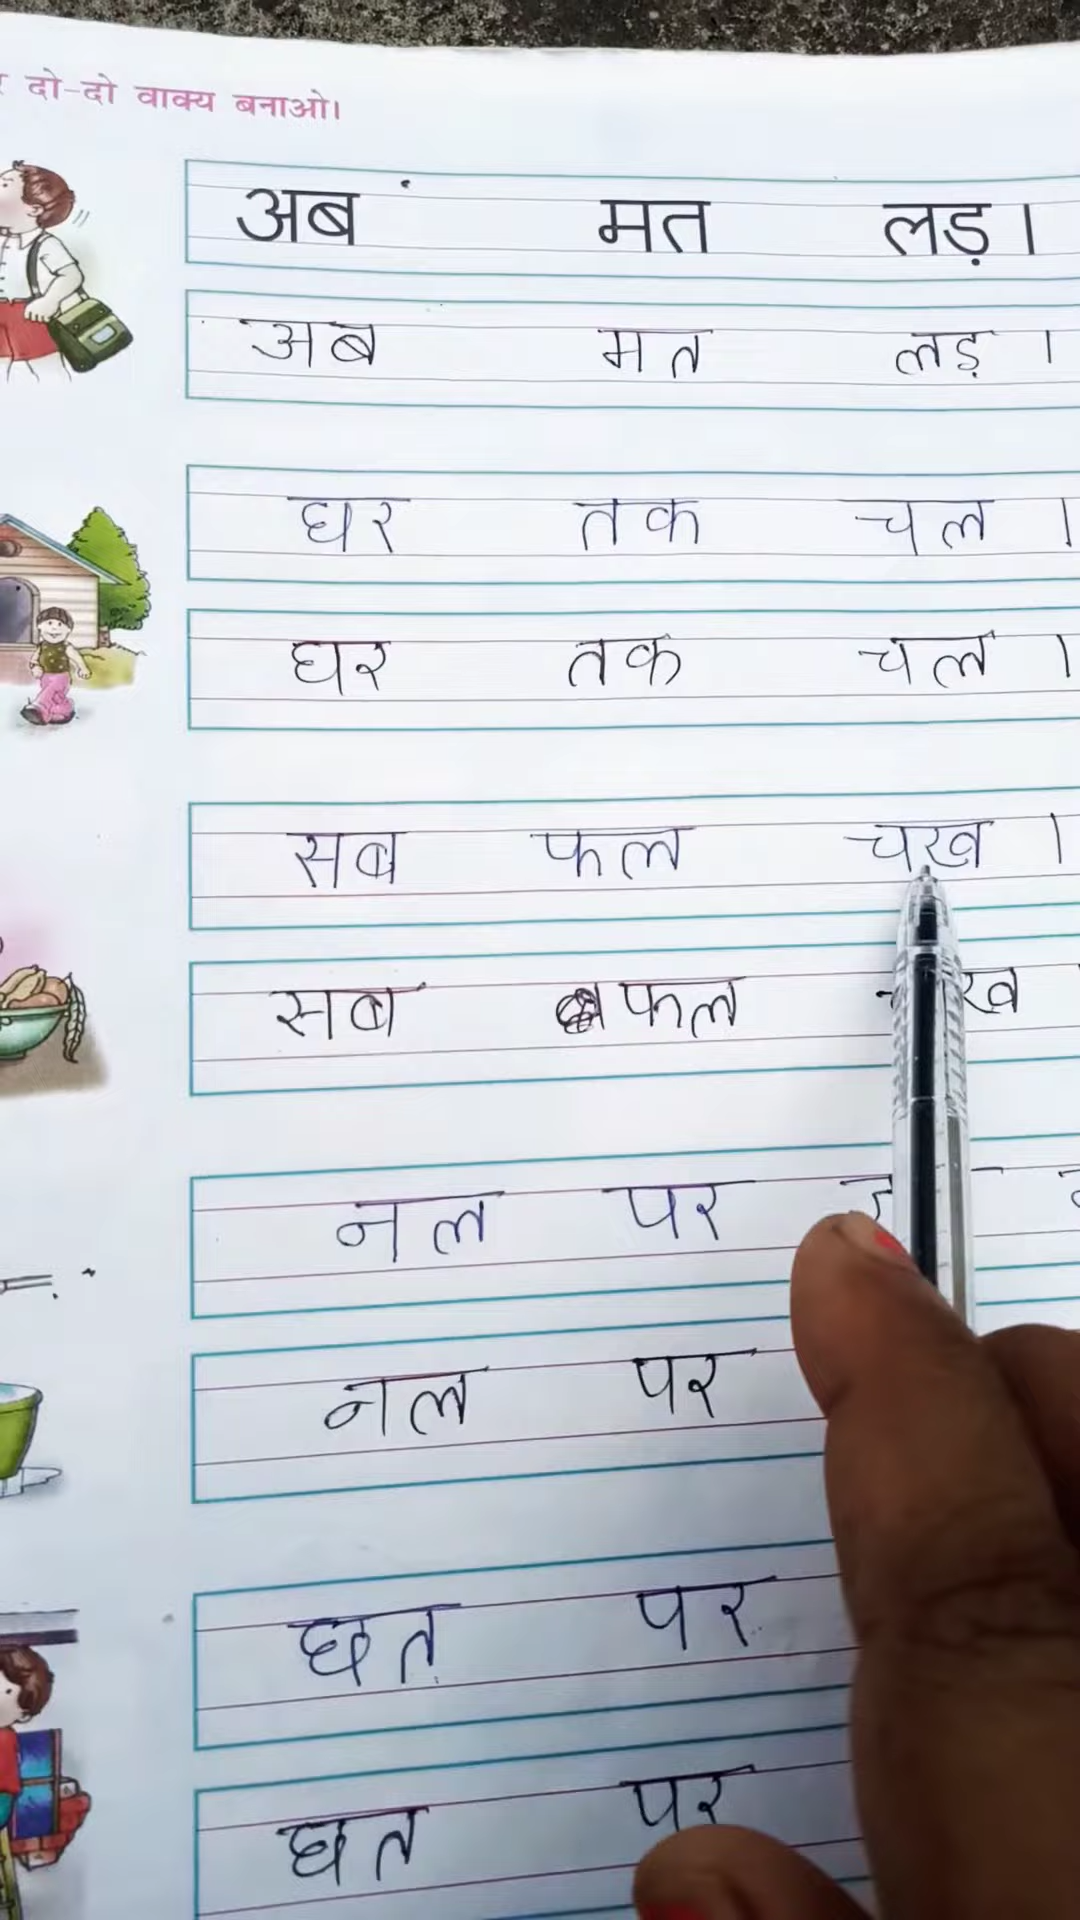 दो-दो वाक्य बनाओ।
अब मत लड़।
अब मत लड़ ।
घर तक चल ।
घर तक चल ।
सब फल चख ।
सब फल
नल पर
नल पर
छत पर
छत पर